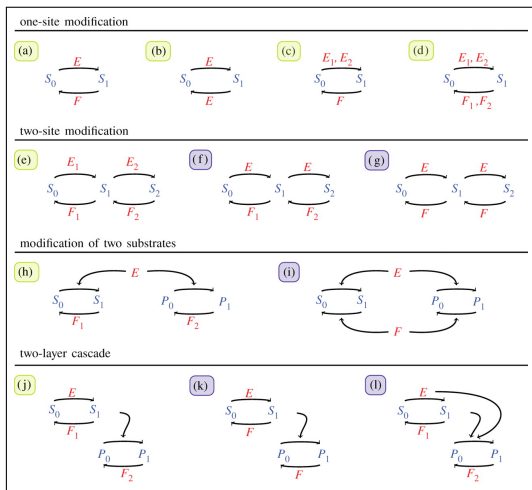 one-site modification
(a) (b) (c) (d)
E E E1, E2 E1, E2
S0 S1 S0 S1 S0 S1 S0 S1
F E F F1, F2
two-site modification
(e) (f) (g)
E1 E2 E E E E
S0 S1 S2 S0 S1 S2 S0 S1 S2
F1 F2 F1 F2 F F
modification of two substrates
(h) (i)
E E
S0 S1 P0 P1 S0 S1 P0 P1
F1 F2 F
two-layer cascade
(j) (k) (l)
E E E
S0 S1 S0 S1 S0 S1
F1 F F1
P0 P1 P0 P1 P0 P1
F2 F F2